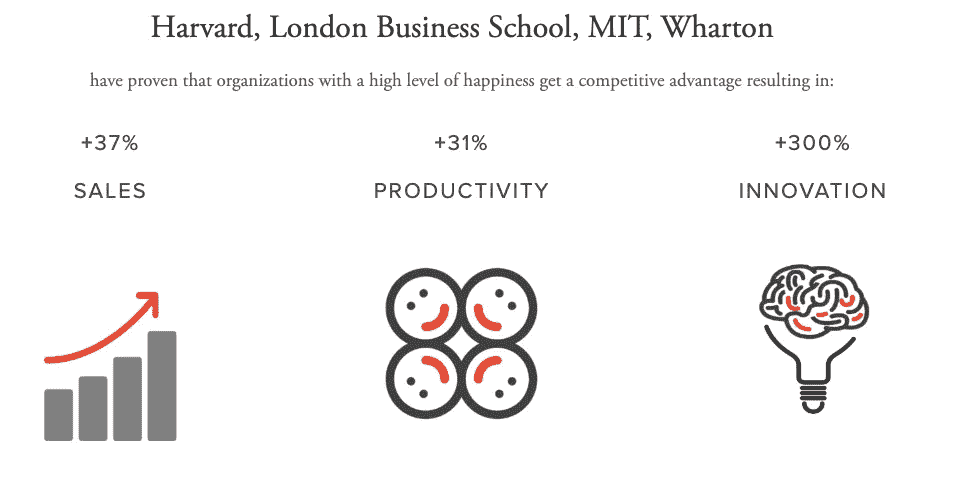 Harvard, London Business School, MIT, Wharton
have proven that organizations with a high level of happiness get a competitive advantage resulting in:
+37%
SALES
+31%
PRODUCTIVITY
+300%
INNOVATION